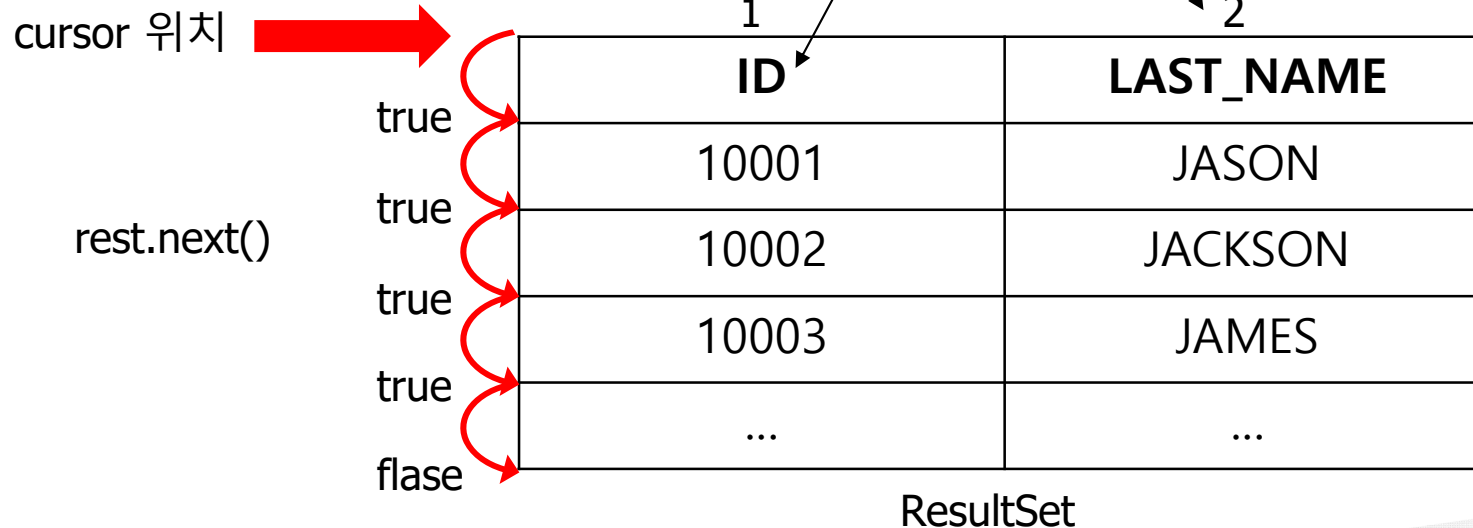 1 2
cursor 위치
ID LAST_NAME
true
10001 JASON
true
rest.next()
10002 JACKSON
true
10003 JAMES
true
... ...
flase
ResultSet